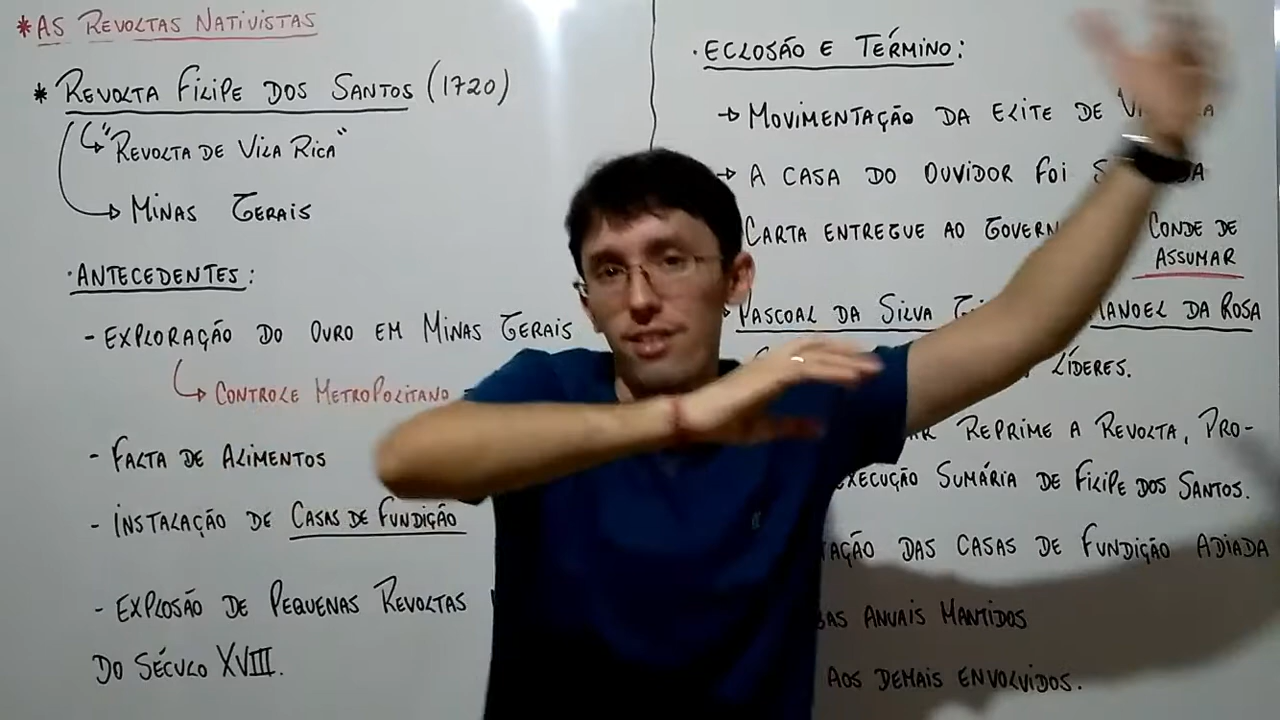 *AS REVOLTAS NATIVISTAS
* REVOLTA FILIPE DOS SANTOS (1720)
"REVOLTA DE VILA RICA"
MINAS GERAIS
·ANTECEDENTES:
- EXPLORAÇÃO DO OURO EM MINAS GERAIS
CONTROLE METROPOLITANO
- FALTA DE ALIMENTOS
- INSTALAÇÃO DE CASAS DE FUNDIÇÃO
- EXPLOSÃO DE PEQUENAS REVOLTAS
DO SÉCULO XVIII.
·ECLOSÃO E TÉRMINO:
→ MOVIMENTAÇÃO DA ELITE DE
→ A CASA DO OUVIDOR FOI
CARTA ENTREGUE AO CONDE DE
ASSUMAR
PASCOAL DA SILVA MANOEL DA ROSA
LÍDERES.
REPRIME A REVOLTA, PRO-
EXECUÇÃO SUMÁRIA DE FILIPE DOS SANTOS.
DAS CASAS DE FUNDIÇÃO ADIADA
ANUAIS MANTIDOS
AOS DEMAIS ENVOLVIDOS.